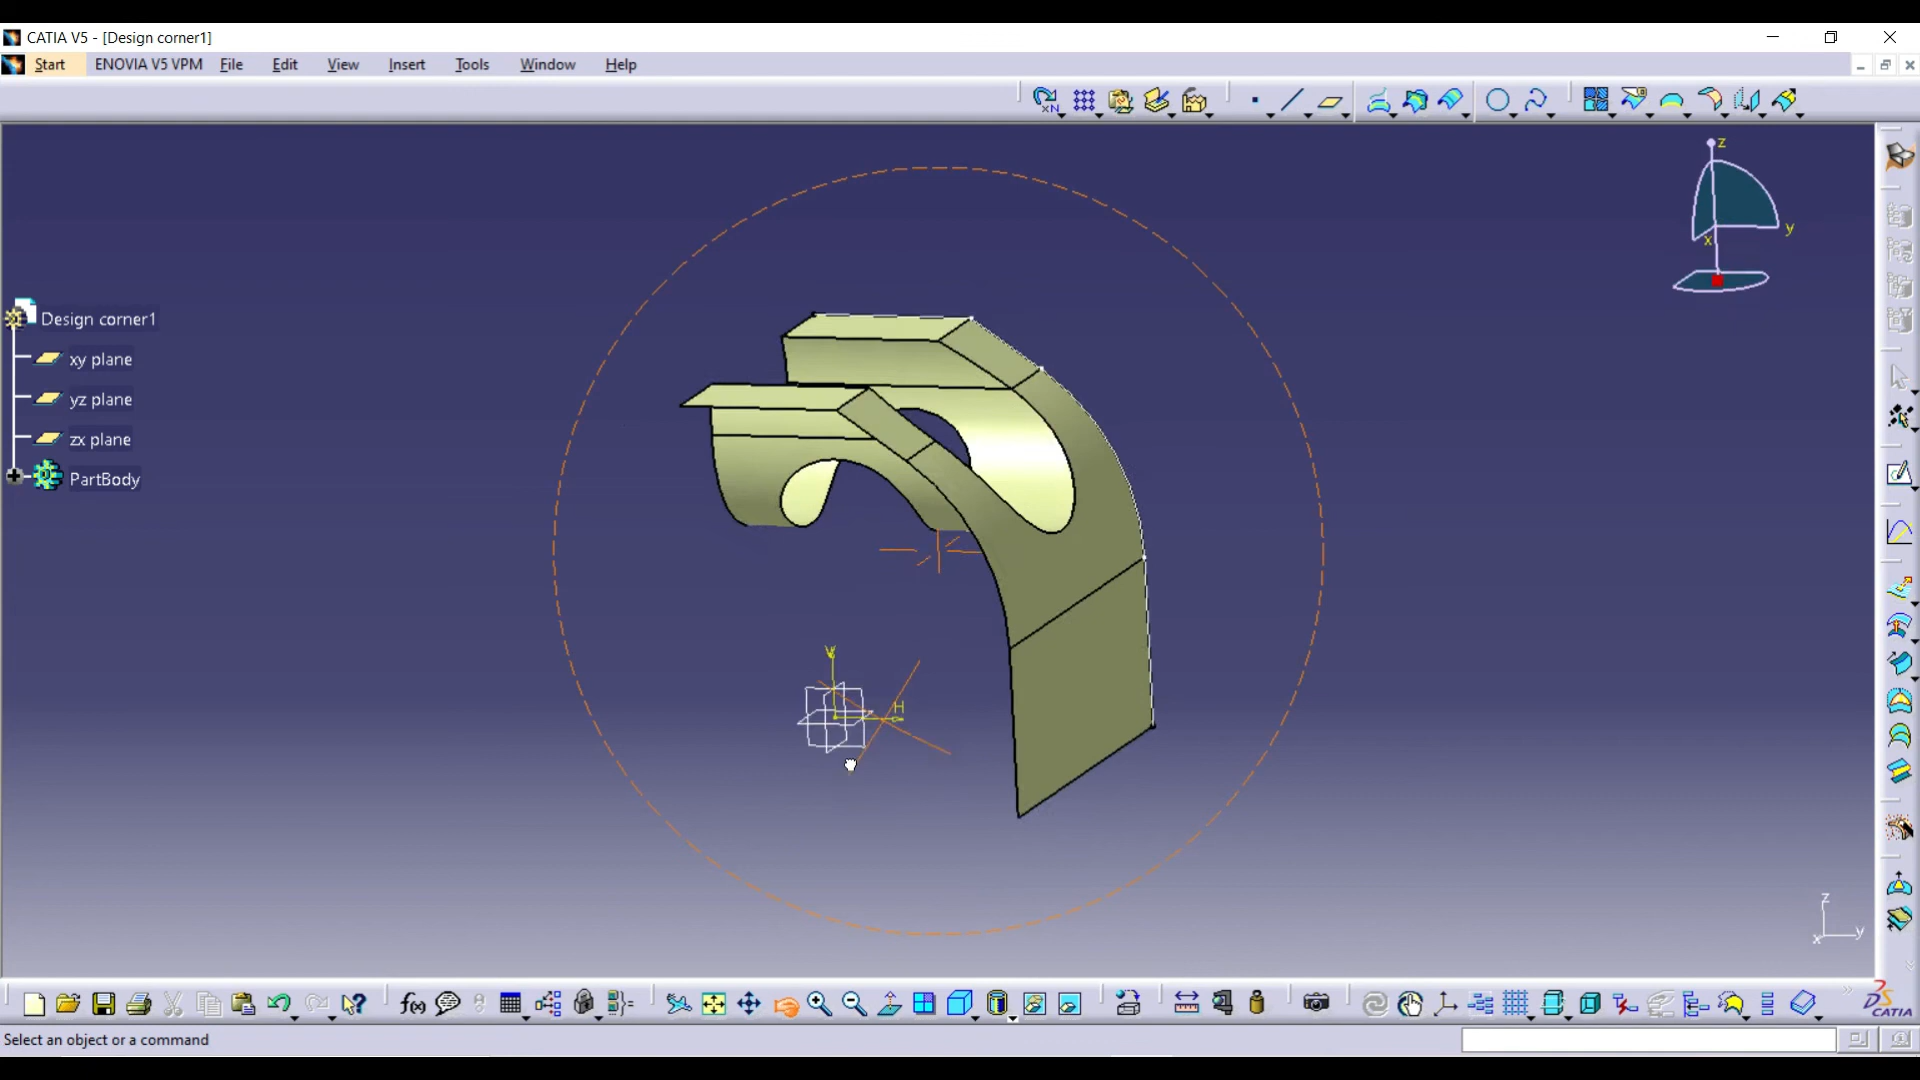 CATIA V5 - [Design corner1]
Start ENOVIA V5 VPM File Edit View Insert Tools Window Help
z
y
x
Design corner1
xy plane
yz plane
zx plane
PartBody
V
H
z
x y
f(x)
CATIA
Select an object or a command